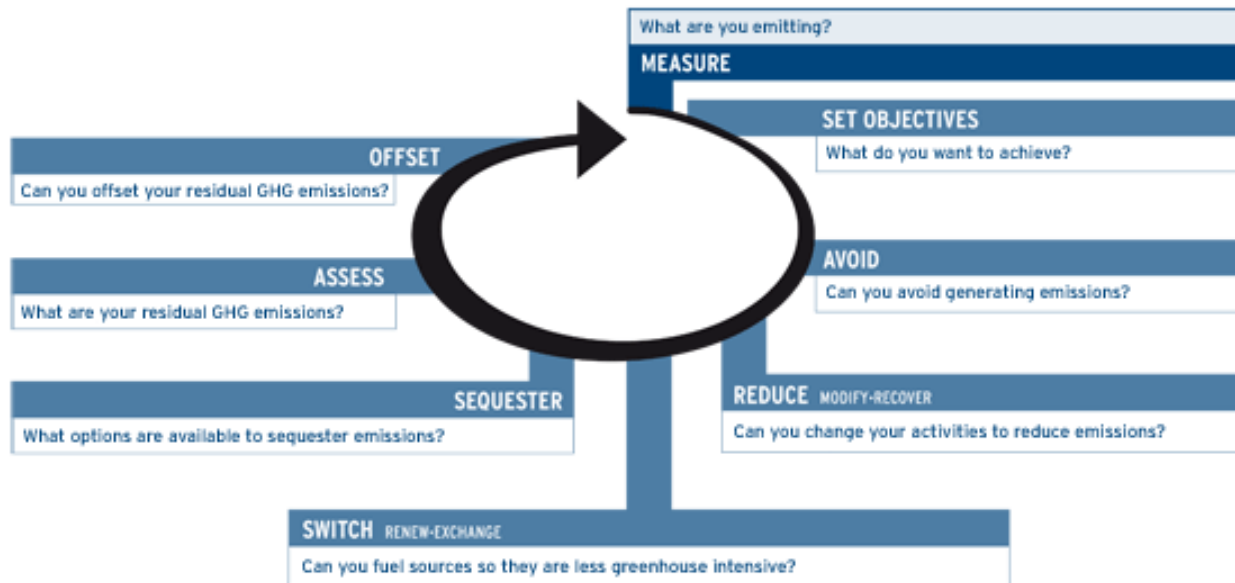 What are you emitting?
MEASURE
SET OBJECTIVES
What do you want to achieve?
AVOID
Can you avoid generating emissions?
REDUCE MODIFY-RECOVER
Can you change your activities to reduce emissions?
SWITCH RENEW-EXCHANGE
Can you fuel sources so they are less greenhouse intensive?
SEQUESTER
What options are available to sequester emissions?
ASSESS
What are your residual GHG emissions?
OFFSET
Can you offset your residual GHG emissions?